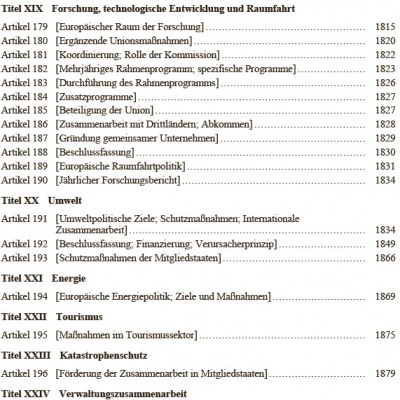 Titel XIX Forschung, technologische Entwicklung und Raumfahrt
Artikel 179 [Europäischer Raum der Forschung] 1815
Artikel 180 [Ergänzende Unionsmaßnahmen] 1820
Artikel 181 [Koordinierung; Rolle der Kommission] 1822
Artikel 182 [Mehrjähriges Rahmenprogramm; spezifische Programme] 1823
Artikel 183 [Durchführung des Rahmenprogramms] 1826
Artikel 184 [Zusatzprogramme] 1827
Artikel 185 [Beteiligung der Union] 1827
Artikel 186 [Zusammenarbeit mit Drittländern; Abkommen] 1828
Artikel 187 [Gründung gemeinsamer Unternehmen] 1829
Artikel 188 [Beschlussfassung] 1830
Artikel 189 [Europäische Raumfahrtpolitik] 1831
Artikel 190 [Jährlicher Forschungsbericht] 1834
Titel XX Umwelt
Artikel 191 [Umweltpolitische Ziele; Schutzmaßnahmen; Internationale
Zusammenarbeit] 1834
Artikel 192 [Beschlussfassung; Finanzierung; Verursacherprinzip] 1849
Artikel 193 [Schutzmaßnahmen der Mitgliedstaaten] 1866
Titel XXI Energie
Artikel 194 [Europäische Energiepolitik; Ziele und Maßnahmen] 1869
Titel XXII Tourismus
Artikel 195 [Maßnahmen im Tourismussektor] 1875
Titel XXIII Katastrophenschutz
Artikel 196 [Förderung der Zusammenarbeit in Mitgliedstaaten] 1879
Titel XXIV Verwaltungszusammenarbeit